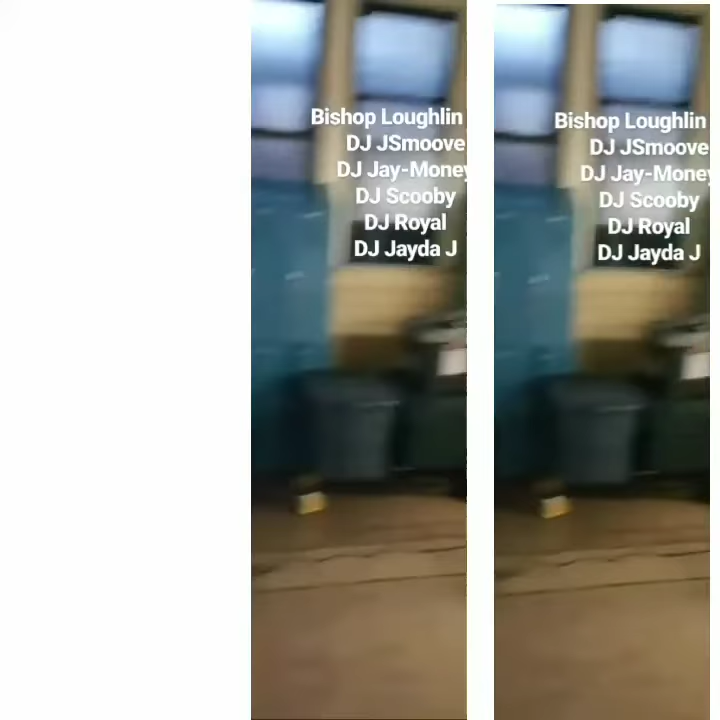 Bishop Loughlin
DJ JSmoove
DJ Jay-Money
DJ Scooby
DJ Royal
DJ Jayda J
Bishop Loughlin
DJ JSmoove
DJ Jay-Money
DJ Scooby
DJ Royal
DJ Jayda J